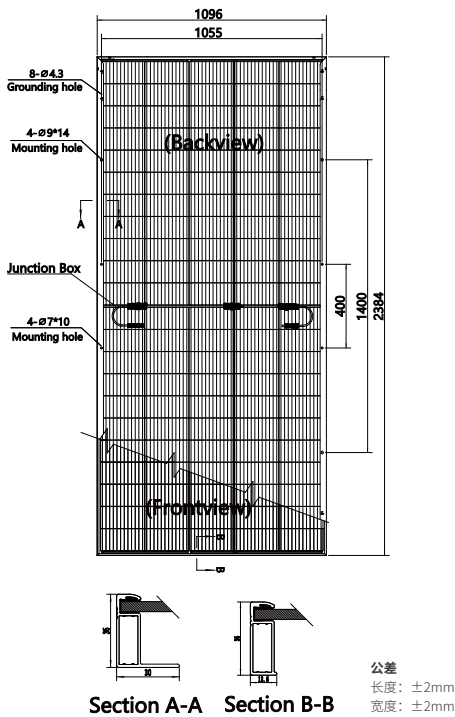 1096
1055
8-Ø4.3
Grounding hole
(Backview)
4-Ø9*14
Mounting hole
A
A
Junction Box
400
1400
2384
4-Ø7*10
Mounting hole
(Frontview)
B
B
35
30
35
Section A-A
Section B-B
公差
长度：±2mm
宽度：±2mm